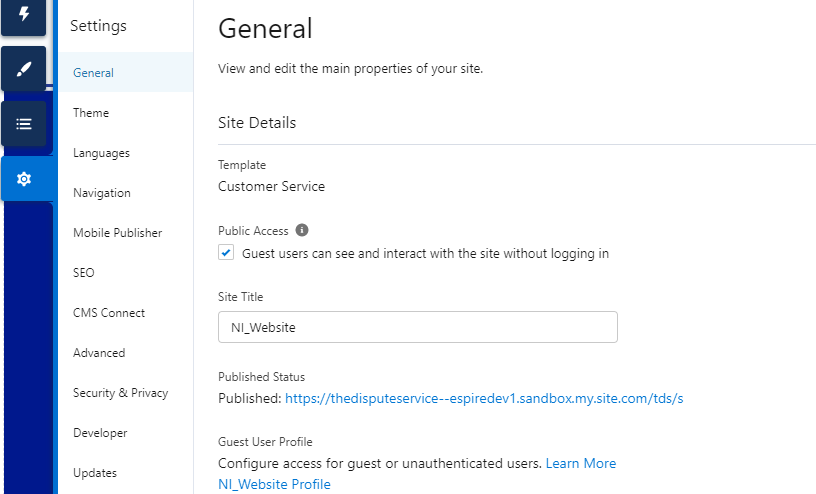 Settings
General
Theme
Languages
Navigation
Mobile Publisher
SEO
CMS Connect
Advanced
Security & Privacy
Developer
Updates
General
View and edit the main properties of your site.
Site Details
Template
Customer Service
Public Access
Guest users can see and interact with the site without logging in
Site Title
NI_Website
Published Status
Published: https://thedisputeservice--espiredev1.sandbox.my.site.com/tds/s
Guest User Profile
Configure access for guest or unauthenticated users. Learn More
NI_Website Profile